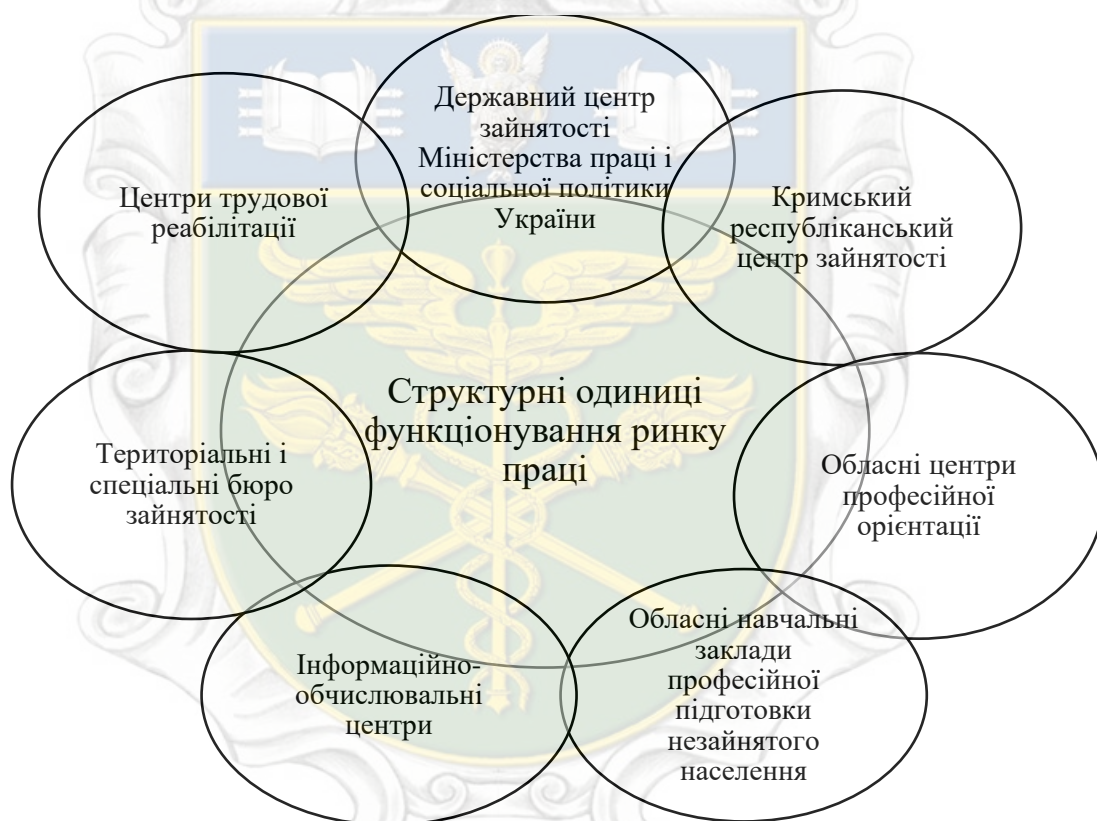 Державний центр
зайнятості
Міністерства праці і
соціальної політики
України
Кримський
республіканський
центр зайнятості
Обласні центри
професійної
орієнтації
Обласні навчальні
заклади
професійної
підготовки
незайнятого
населення
Інформаційно-
обчислювальні
центри
Територіальні і
спеціальні бюро
зайнятості
Центри трудової
реабілітації
Структурні одиниці
функціонування ринку
праці